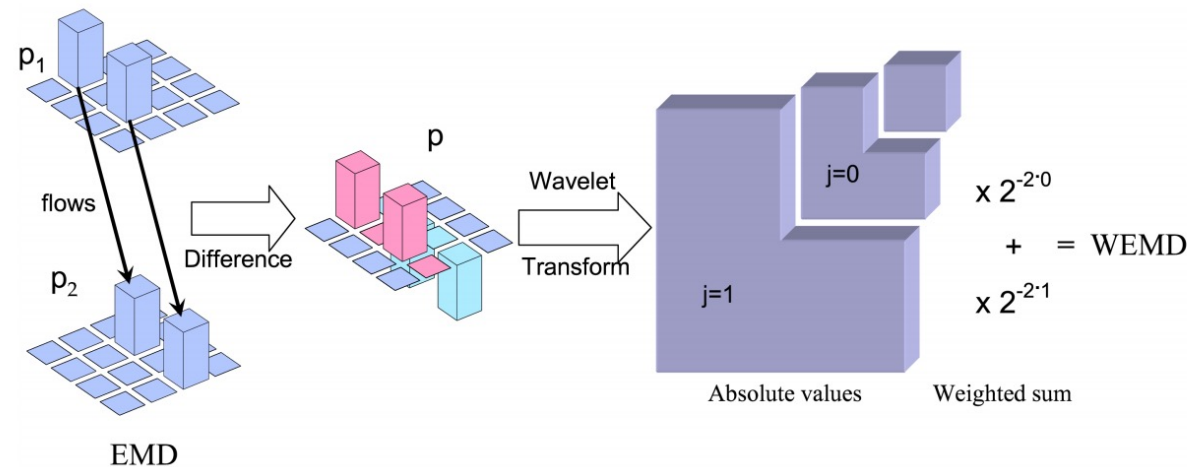 p₁
flows
p₂
EMD
Difference
p
Wavelet
Transform
j=0
j=1
Absolute values
x 2⁻²·⁰
+ = WEMD
x 2⁻²·¹
Weighted sum